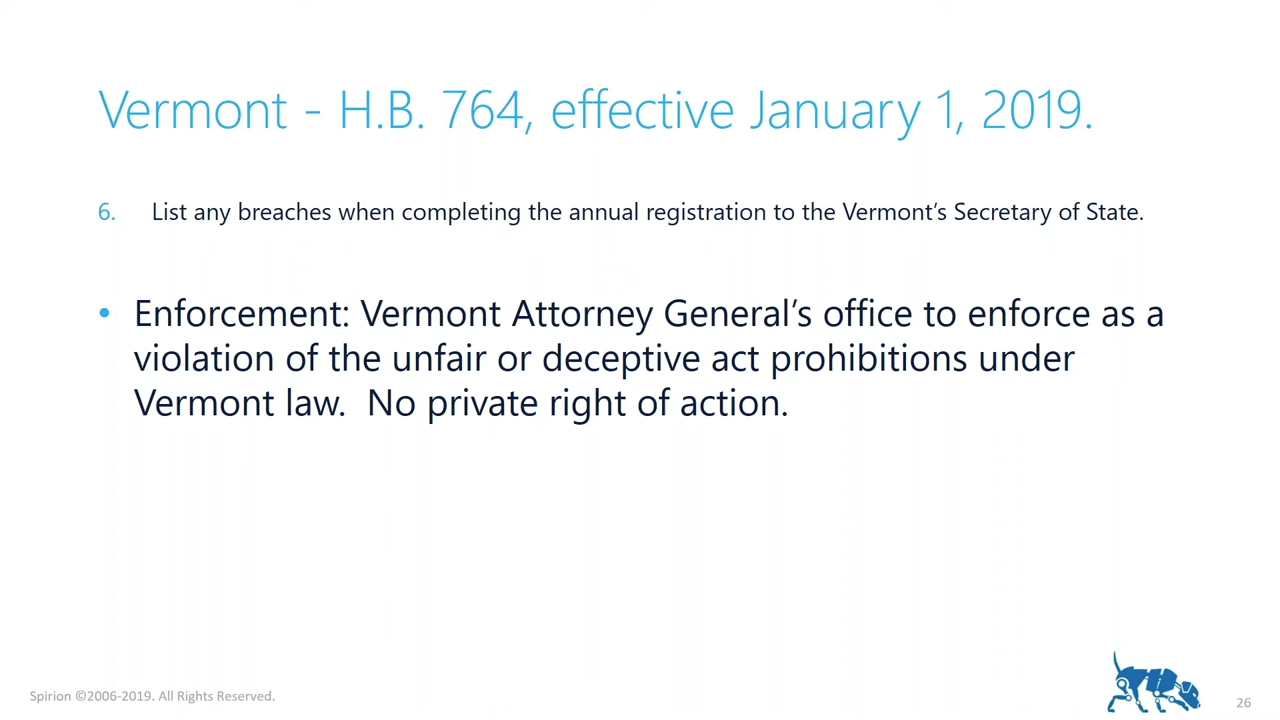 Vermont - H.B. 764, effective January 1, 2019.
6. List any breaches when completing the annual registration to the Vermont’s Secretary of State.
• Enforcement: Vermont Attorney General’s office to enforce as a
violation of the unfair or deceptive act prohibitions under
Vermont law.  No private right of action.
Spirion ©2006-2019. All Rights Reserved.
26